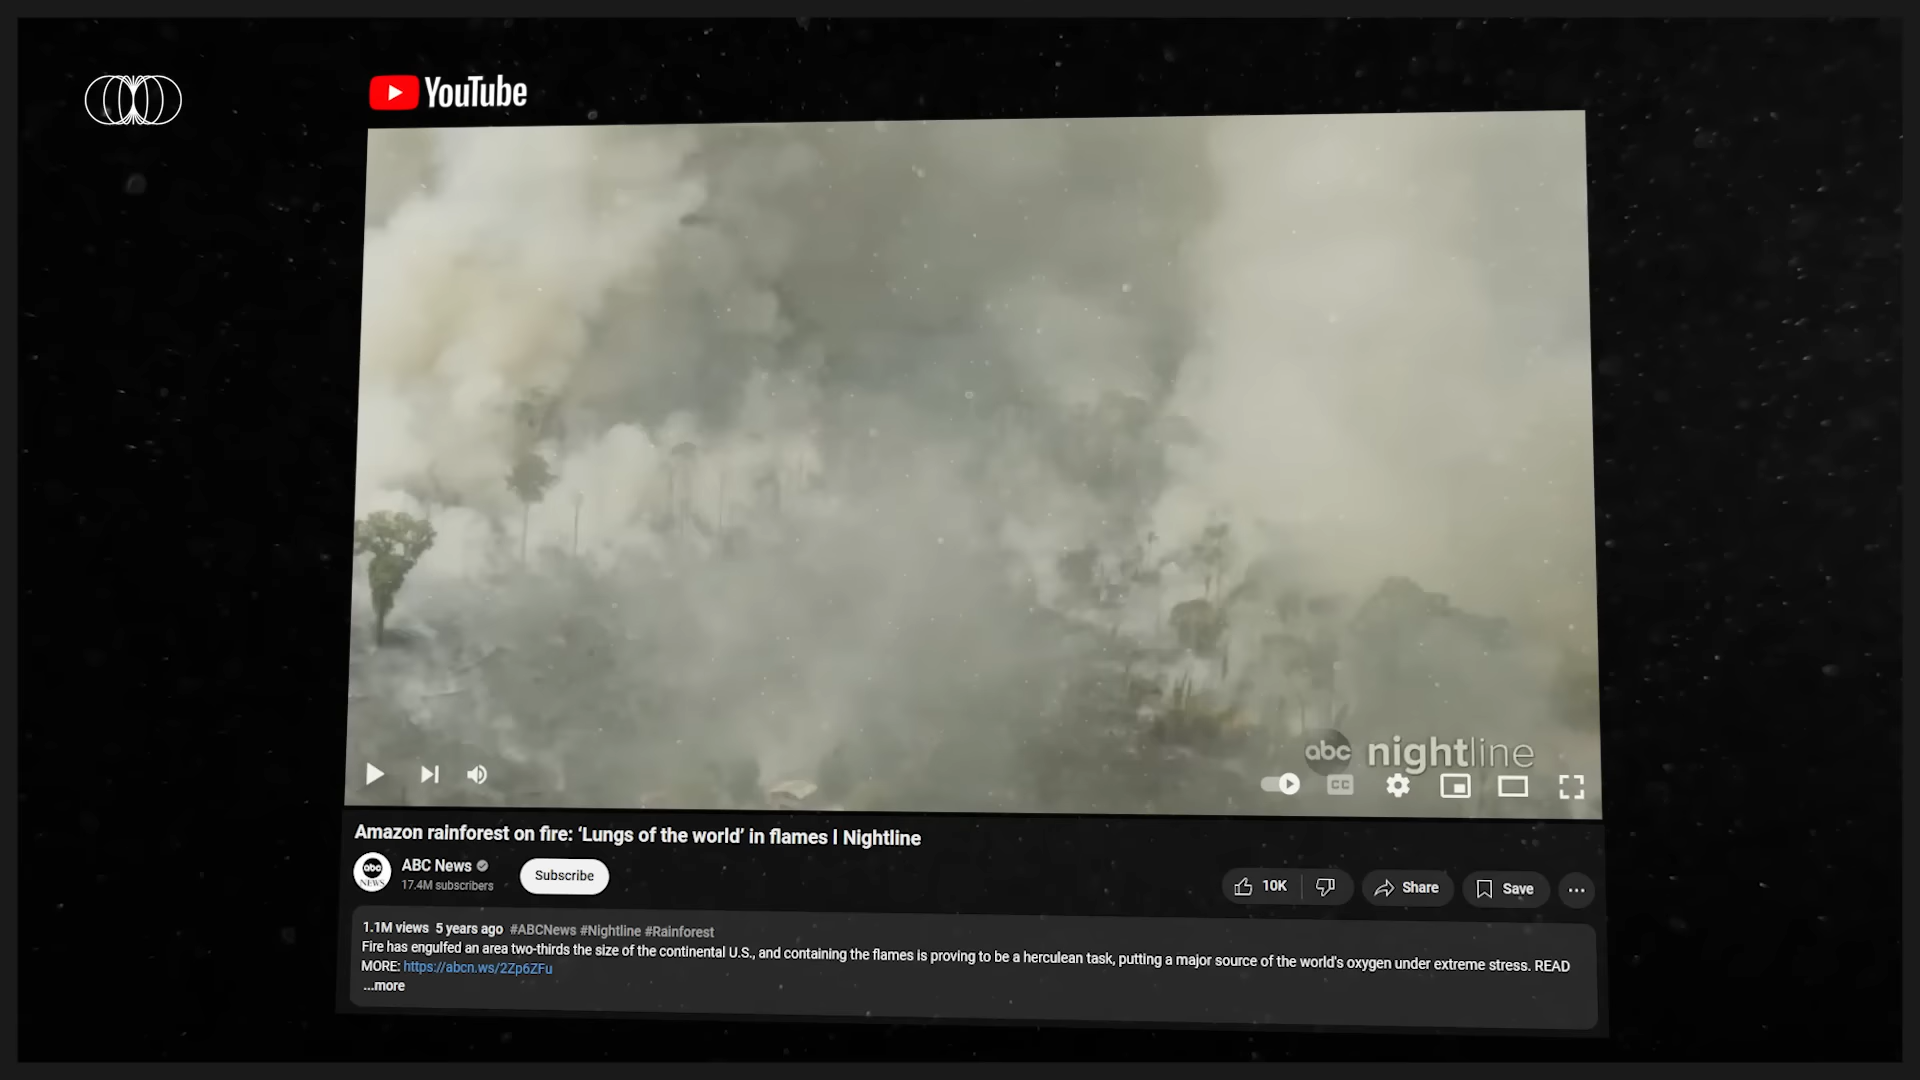 YouTube
abc nightline
CC
Amazon rainforest on fire: ‘Lungs of the world’ in flames | Nightline
abc
NEWS
ABC News
17.4M subscribers
Subscribe
10K
Share
Save
1.1M views 5 years ago #ABCNews #Nightline #Rainforest
Fire has engulfed an area two-thirds the size of the continental U.S., and containing the flames is proving to be a herculean task, putting a major source of the world's oxygen under extreme stress. READ
MORE: https://abcn.ws/2Zp6ZFu
...more